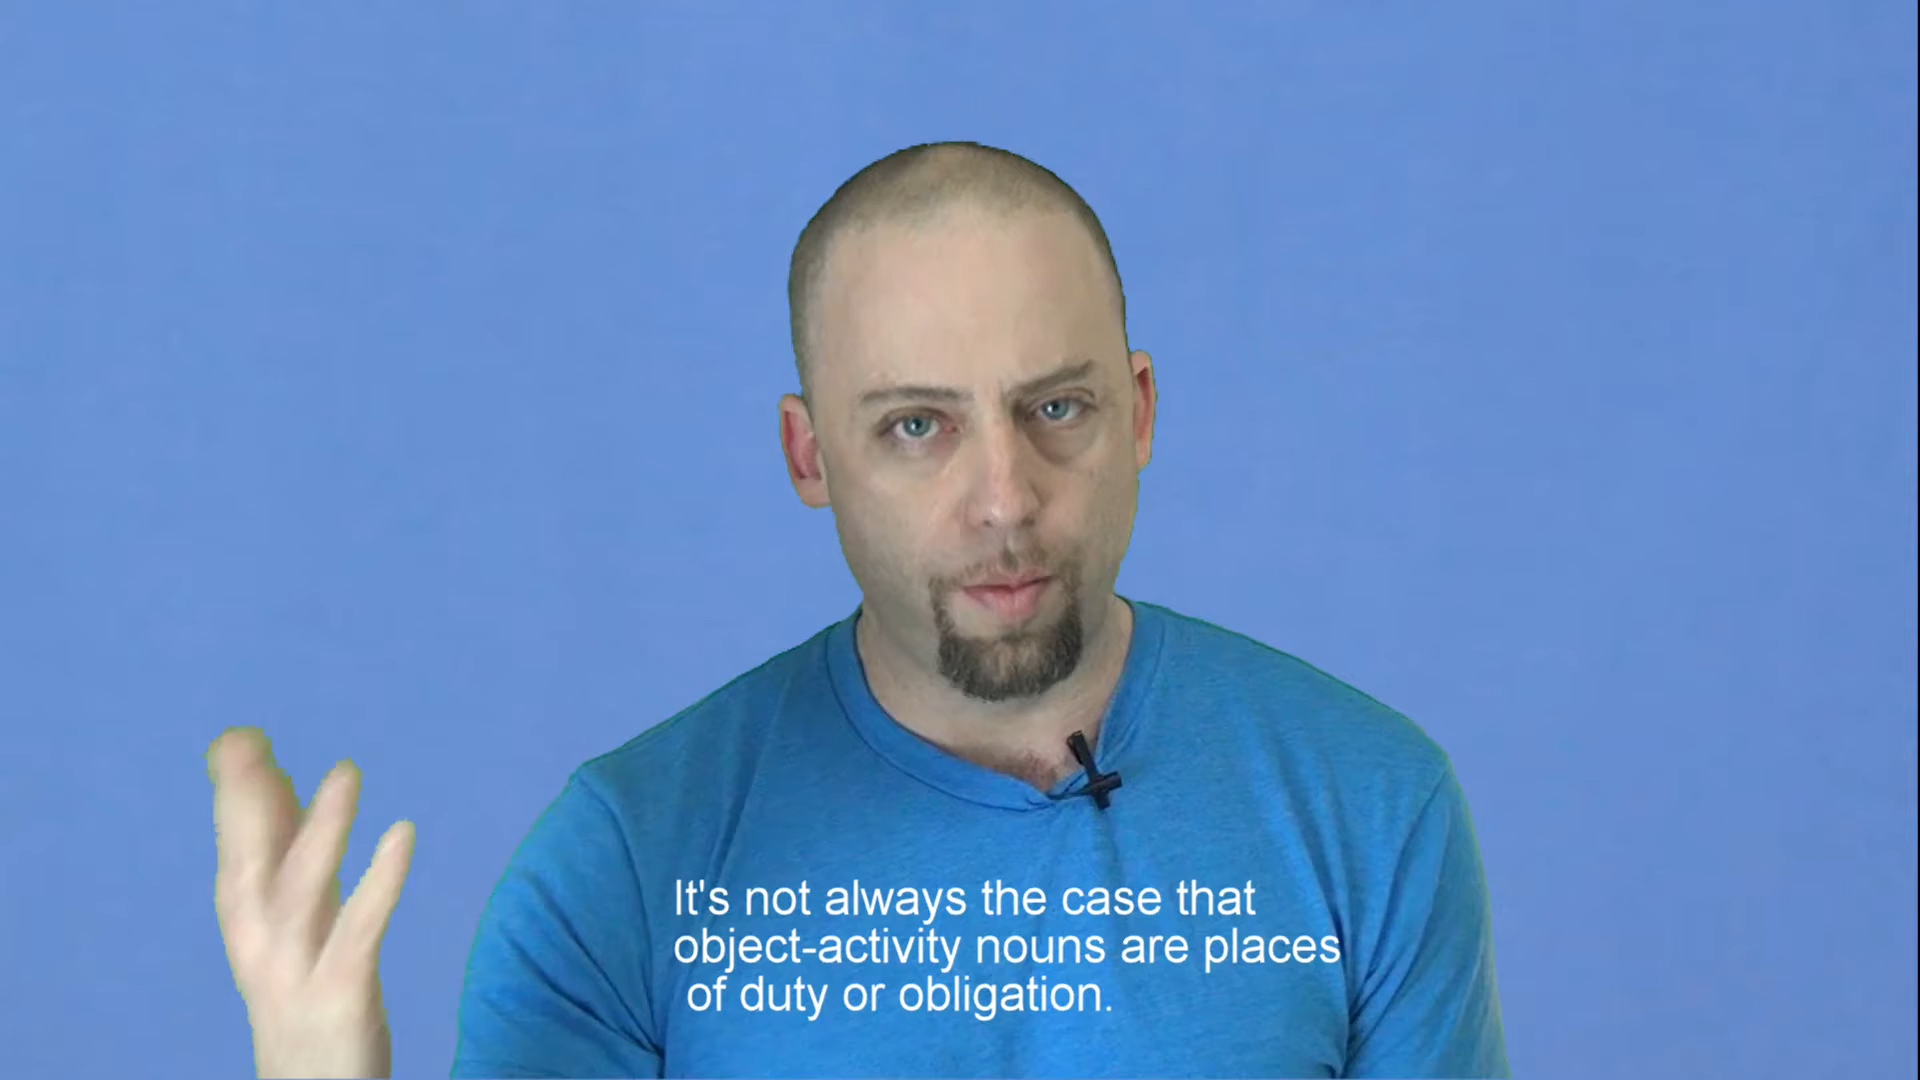 It's not always the case that
object-activity nouns are places
of duty or obligation.